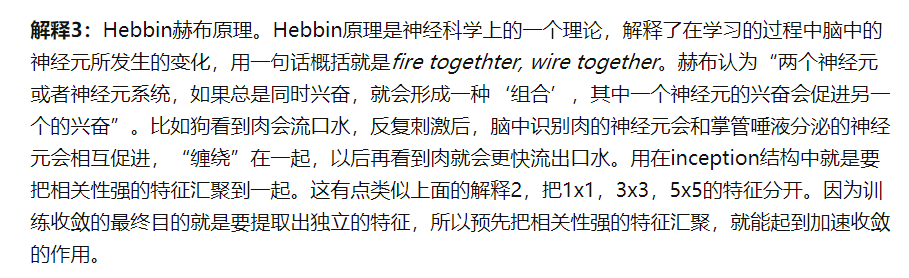 解释3：Hebbin赫布原理。Hebbin原理是神经科学上的一个理论，解释了在学习的过程中脑中的
神经元所发生的变化，用一句话概括就是fire togethter, wire together。赫布认为“两个神经元
或者神经元系统，如果总是同时兴奋，就会形成一种‘组合’，其中一个神经元的兴奋会促进另一
个的兴奋”。比如狗看到肉会流口水，反复刺激后，脑中识别肉的神经元会和掌管唾液分泌的神经
元会相互促进，“缠绕”在一起，以后再看到肉就会更快流出口水。用在inception结构中就是要
把相关性强的特征汇聚到一起。这有点类似上面的解释2，把1x1，3x3，5x5的特征分开。因为训
练收敛的最终目的就是要提取出独立的特征，所以预先把相关性强的特征汇聚，就能起到加速收敛
的作用。